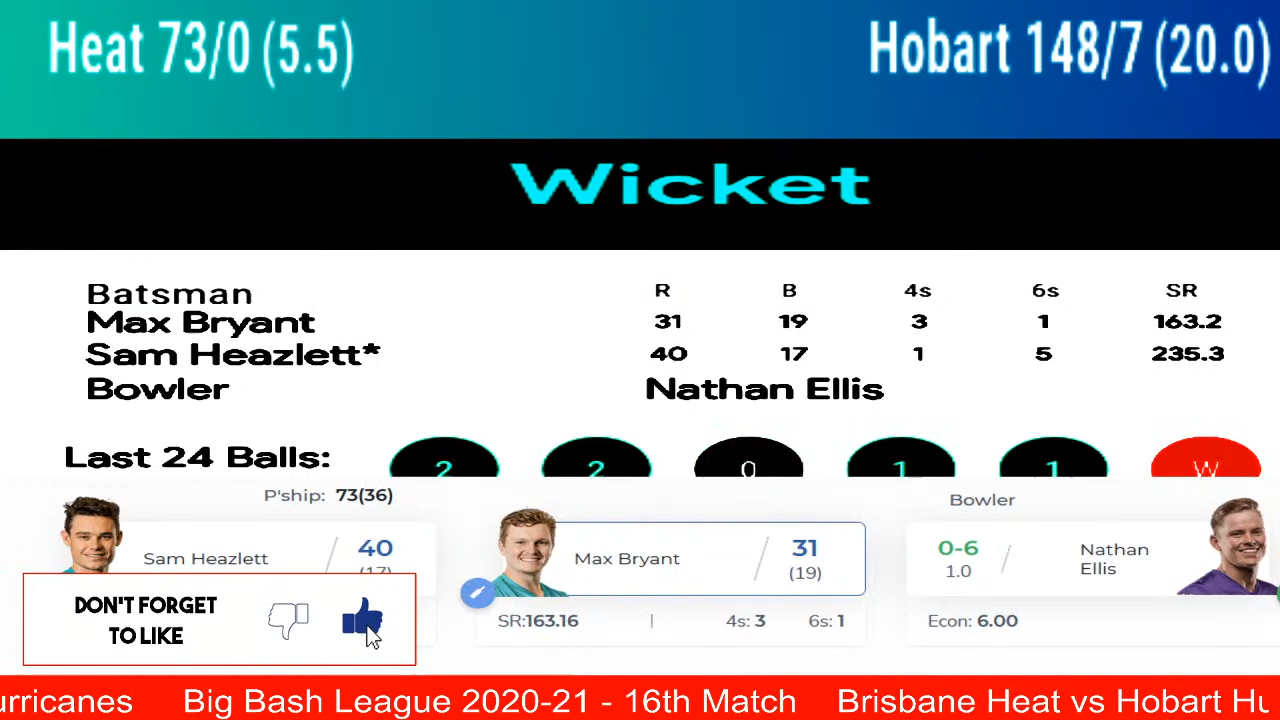 Heat 73/0 (5.5)
Hobart 148/7 (20.0)
Wicket
Batsman R B 4s 6s SR
Max Bryant 31 19 3 1 163.2
Sam Heazlett* 40 17 1 5 235.3
Bowler Nathan Ellis
Last 24 Balls: 2 2 0 1 1 W
P'ship: 73(36)
Sam Heazlett 40
(17)
Max Bryant 31
(19)
SR:163.16 | 4s: 3 6s: 1
Bowler
0-6
1.0
Nathan
Ellis
Econ: 6.00
DON'T FORGET
TO LIKE
urricanes Big Bash League 2020-21 - 16th Match Brisbane Heat vs Hobart Hu